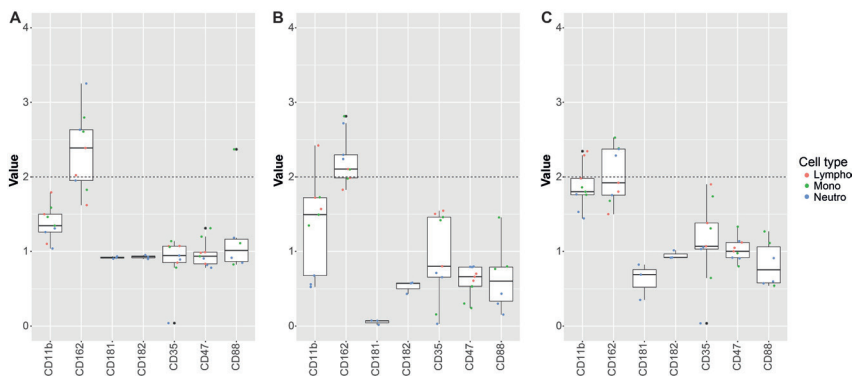 A
B
C
Value
4
3
2
1
0
CD11b
CD162
CD181
CD182
CD35
CD47
CD88
Value
4
3
2
1
0
CD11b
CD162
CD181
CD182
CD35
CD47
CD88
Value
4
3
2
1
0
CD11b
CD162
CD181
CD182
CD35
CD47
CD88
Cell type
Lympho
Mono
Neutro